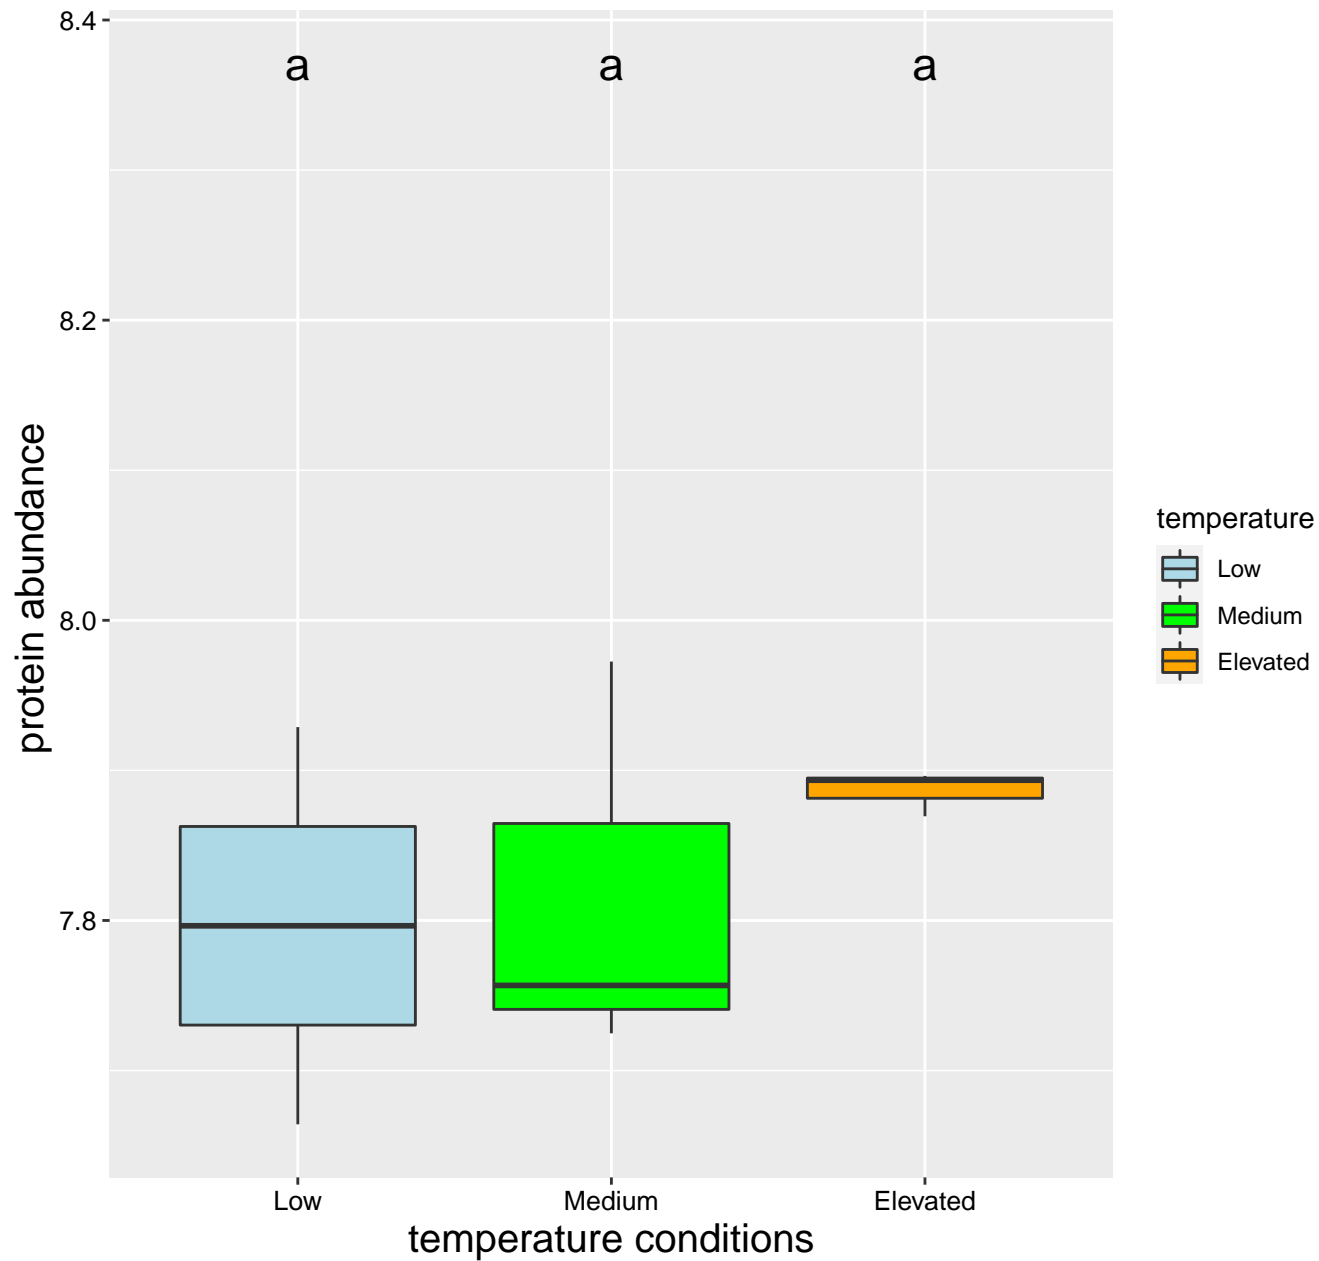 8.4
8.2
8.0
7.8
protein abundance
a a a
Low Medium Elevated
temperature conditions
temperature
Low
Medium
Elevated